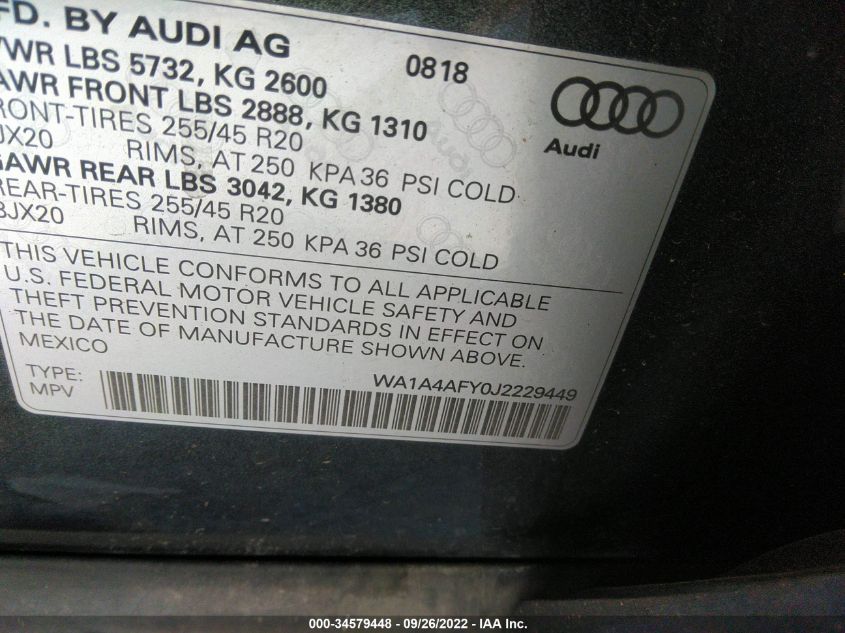 FD. BY AUDI AG
0818
WR LBS 5732, KG 2600
AWR FRONT LBS 2888, KG 1310
RONT-TIRES 255/45 R20
JX20 RIMS, AT 250 KPA 36 PSI COLD
GAWR REAR LBS 3042, KG 1380
REAR-TIRES 255/45 R20
8JX20 RIMS, AT 250 KPA 36 PSI COLD
Audi
THIS VEHICLE CONFORMS TO ALL APPLICABLE
U.S. FEDERAL MOTOR VEHICLE SAFETY AND
THEFT PREVENTION STANDARDS IN EFFECT ON
THE DATE OF MANUFACTURE SHOWN ABOVE.
MEXICO
TYPE: WA1A4AFY0J2229449
MPV
000-34579448 - 09/26/2022 - IAA Inc.